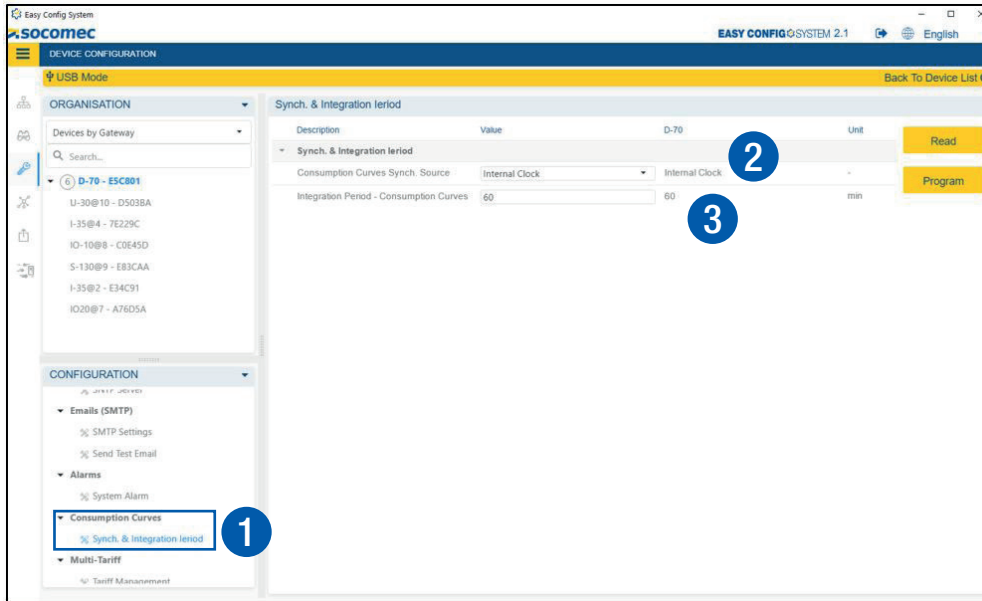 Easy Config System
socomec
EASY CONFIG SYSTEM 2.1
English
DEVICE CONFIGURATION
USB Mode
Back To Device List
ORGANISATION
Devices by Gateway
Search...
6 D-70 - E5C801
U-30@10 - D503BA
I-35@4 - 7E229C
IO-10@8 - C0E45D
S-130@9 - E83CAA
I-35@2 - E34C91
IO20@7 - A76D5A
CONFIGURATION
SNTP Server
Emails (SMTP)
SMTP Settings
Send Test Email
Alarms
System Alarm
Consumption Curves
Synch. & Integration Ieriod
1
Multi-Tariff
Tariff Management
Synch. & Integration Ieriod
Description Value D-70 Unit
Synch. & Integration Ieriod
Consumption Curves Synch. Source Internal Clock Internal Clock -
2
Integration Period - Consumption Curves 60 60 min
3
Read
Program